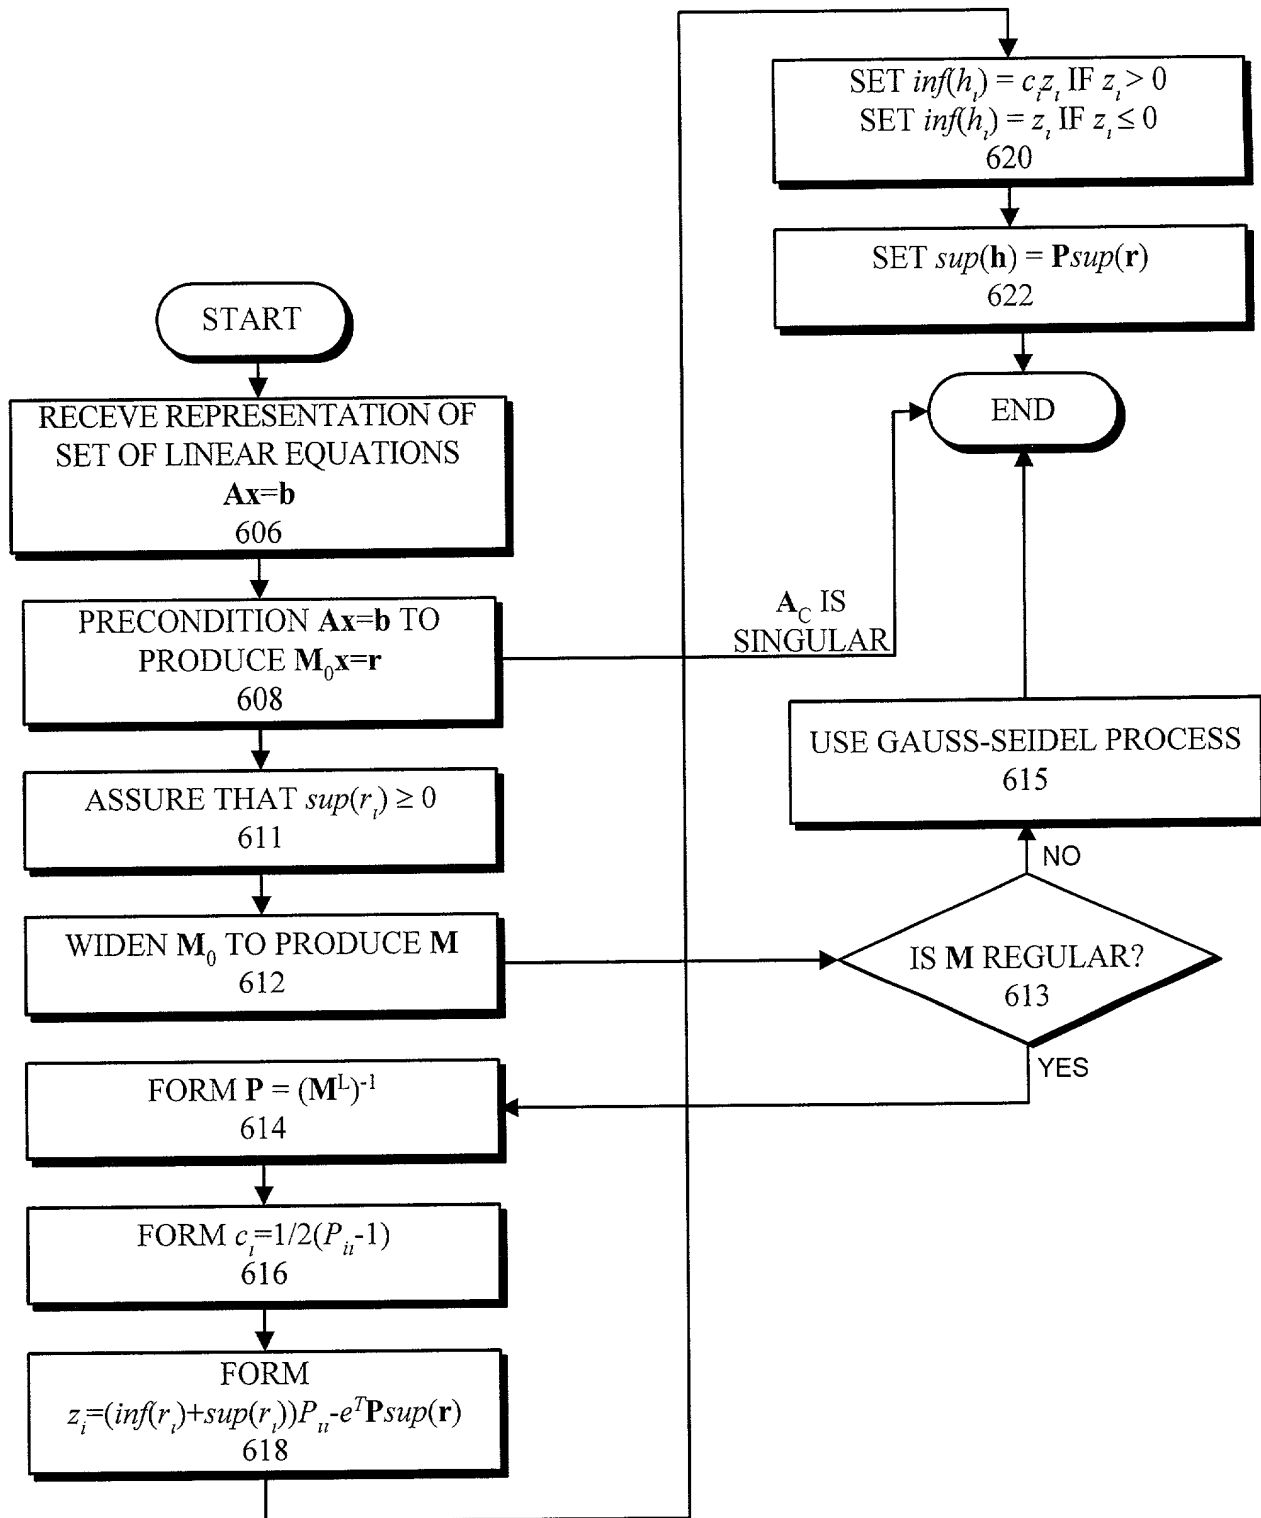 START
RECEVE REPRESENTATION OF
SET OF LINEAR EQUATIONS
Ax=b
606
PRECONDITION Ax=b TO
PRODUCE M₀x=r
608
A_C IS
SINGULAR
ASSURE THAT sup(rᵢ) ≥ 0
611
WIDEN M₀ TO PRODUCE M
612
IS M REGULAR?
613
NO
USE GAUSS-SEIDEL PROCESS
615
YES
FORM P = (Mᴸ)⁻¹
614
FORM cᵢ=1/2(Pᵢᵢ-1)
616
FORM
zᵢ=(inf(rᵢ)+sup(rᵢ))Pᵢᵢ-eᵀPsup(r)
618
SET inf(hᵢ) = cᵢzᵢ IF zᵢ > 0
SET inf(hᵢ) = zᵢ IF zᵢ ≤ 0
620
SET sup(h) = Psup(r)
622
END